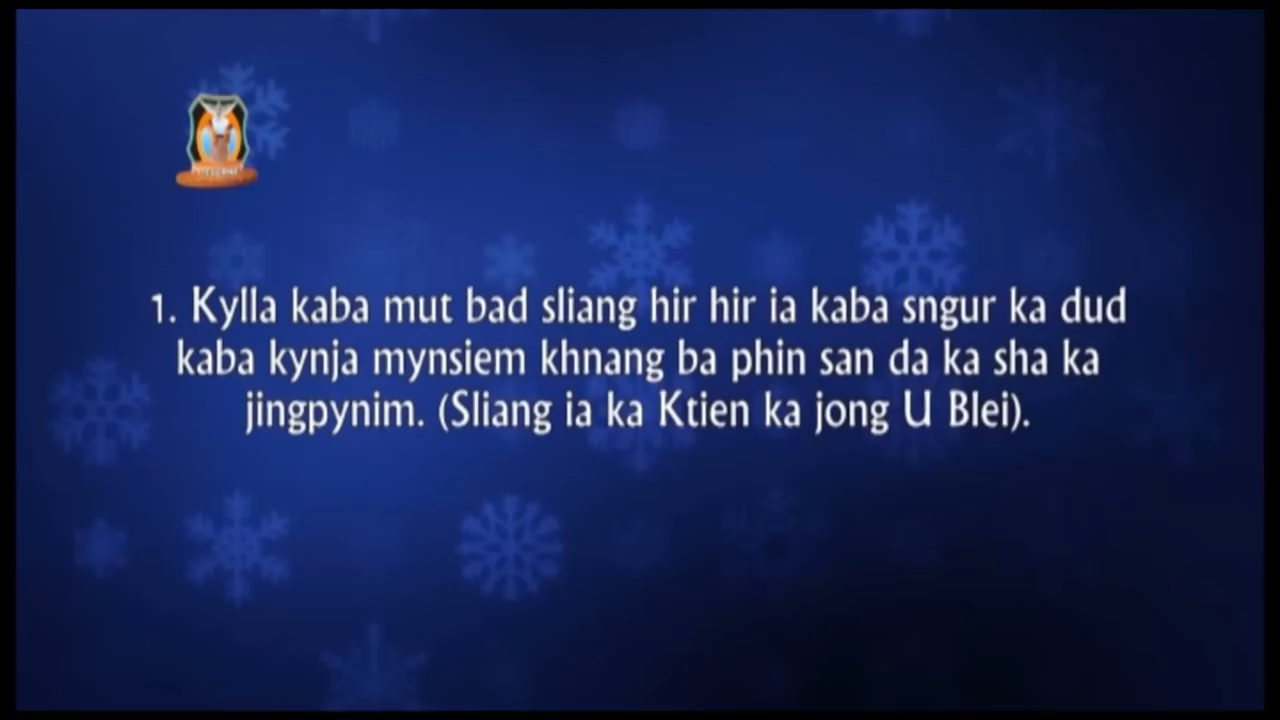 1. Kylla kaba mut bad sliang hir hir ia kaba sngur ka dud
kaba kynja mynsiem khnang ba phin san da ka sha ka
jingpynim. (Sliang ia ka Ktien ka jong U Blei).